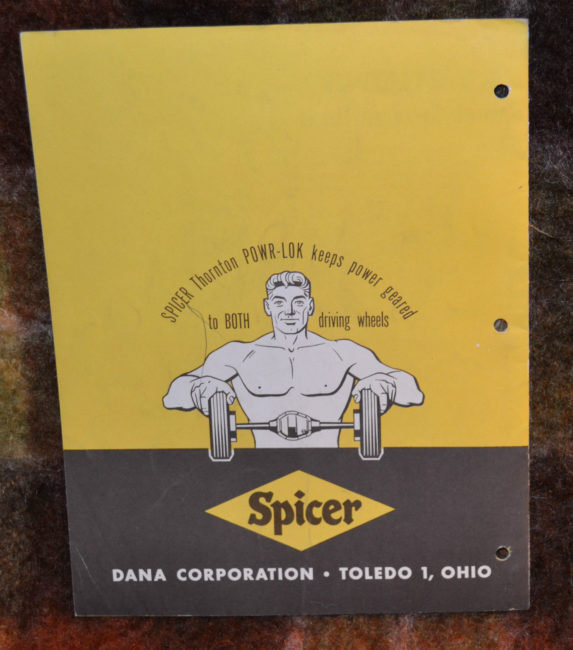 SPICER Thornton POWR-LOK keeps power geared
to BOTH driving wheels
Spicer
DANA CORPORATION • TOLEDO 1, OHIO